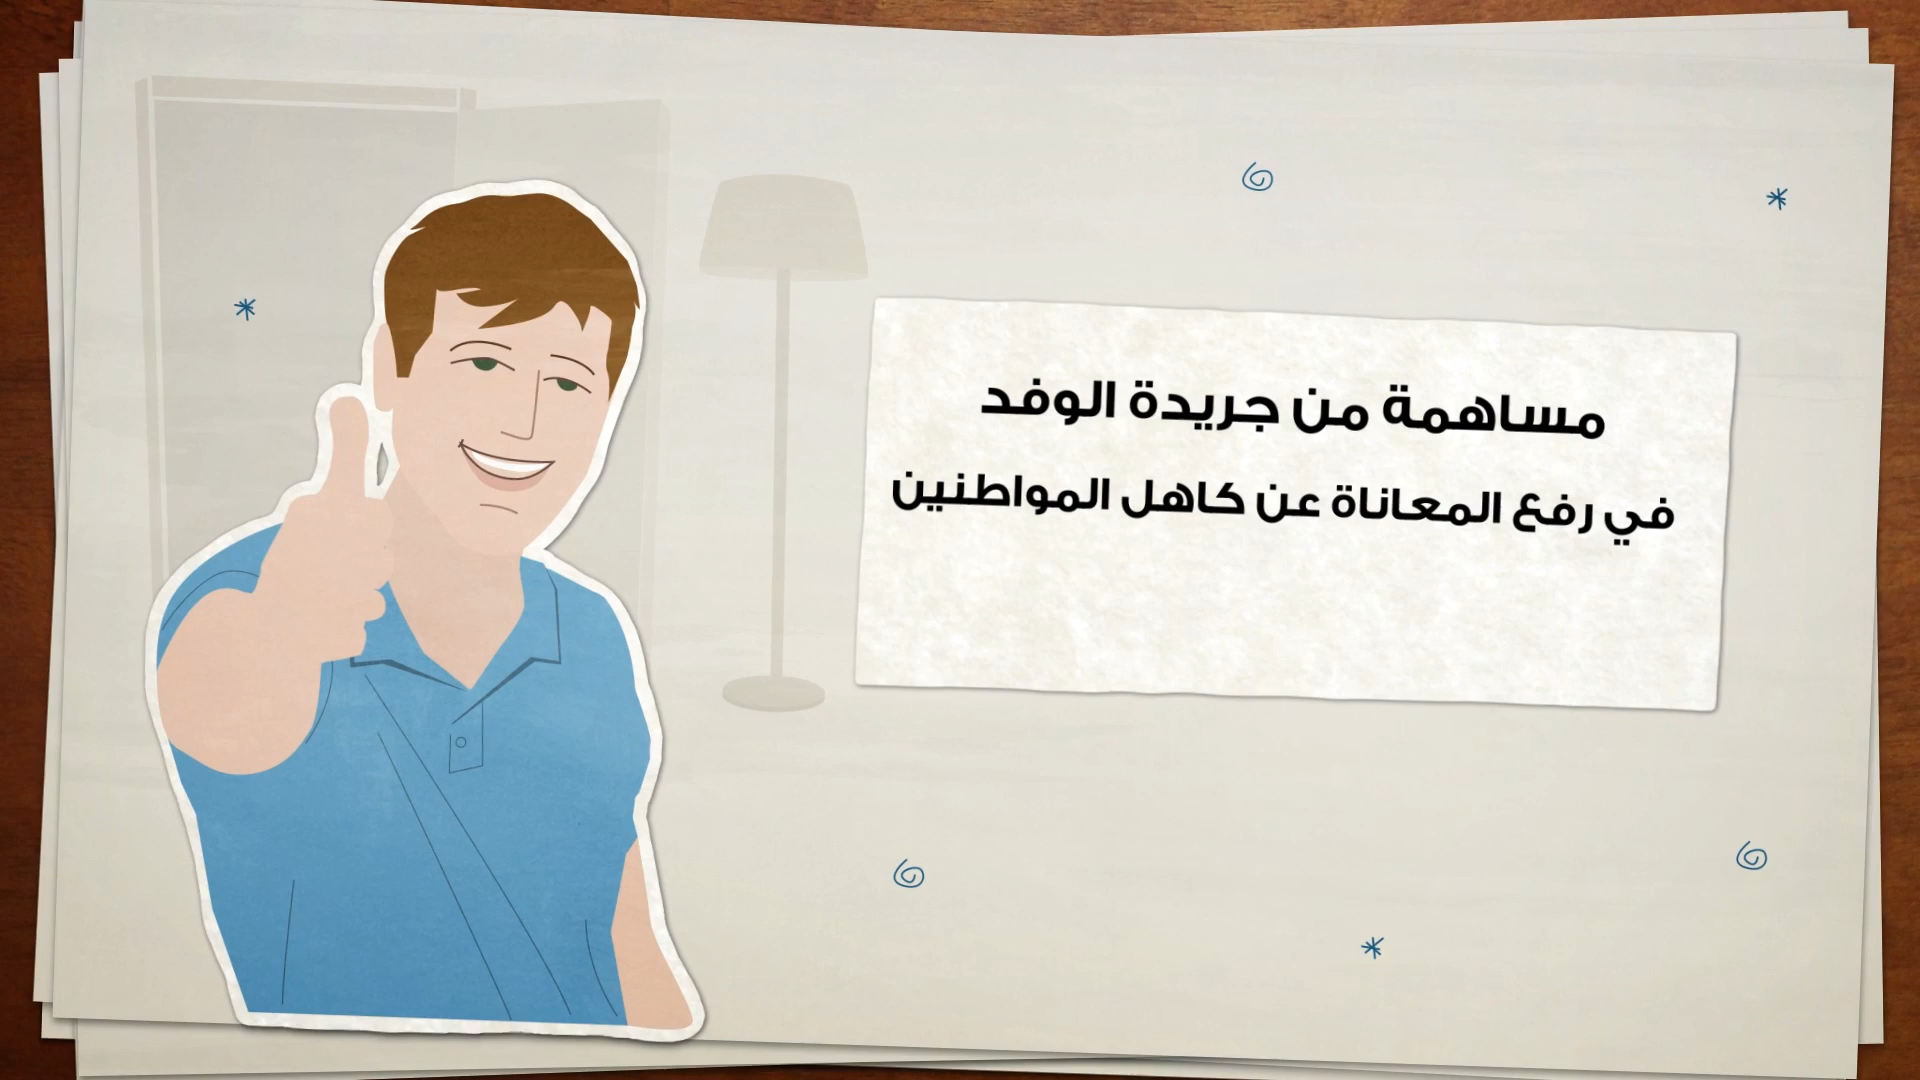 مساهمة من جريدة الوفد
في رفع المعاناة عن كاهل المواطنين